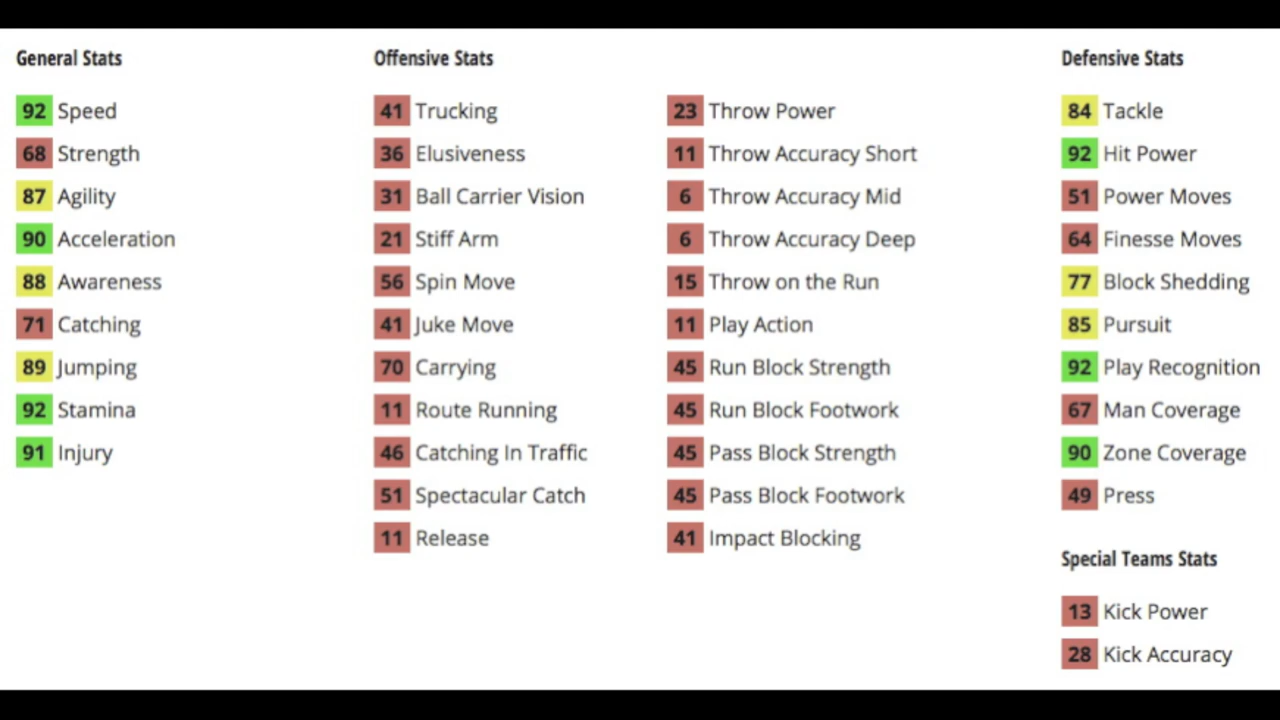 General Stats
92 Speed
68 Strength
87 Agility
90 Acceleration
88 Awareness
71 Catching
89 Jumping
92 Stamina
91 Injury
Offensive Stats
41 Trucking
36 Elusiveness
31 Ball Carrier Vision
21 Stiff Arm
56 Spin Move
41 Juke Move
70 Carrying
11 Route Running
46 Catching In Traffic
51 Spectacular Catch
11 Release
23 Throw Power
11 Throw Accuracy Short
6 Throw Accuracy Mid
6 Throw Accuracy Deep
15 Throw on the Run
11 Play Action
45 Run Block Strength
45 Run Block Footwork
45 Pass Block Strength
45 Pass Block Footwork
41 Impact Blocking
Defensive Stats
84 Tackle
92 Hit Power
51 Power Moves
64 Finesse Moves
77 Block Shedding
85 Pursuit
92 Play Recognition
67 Man Coverage
90 Zone Coverage
49 Press
Special Teams Stats
13 Kick Power
28 Kick Accuracy